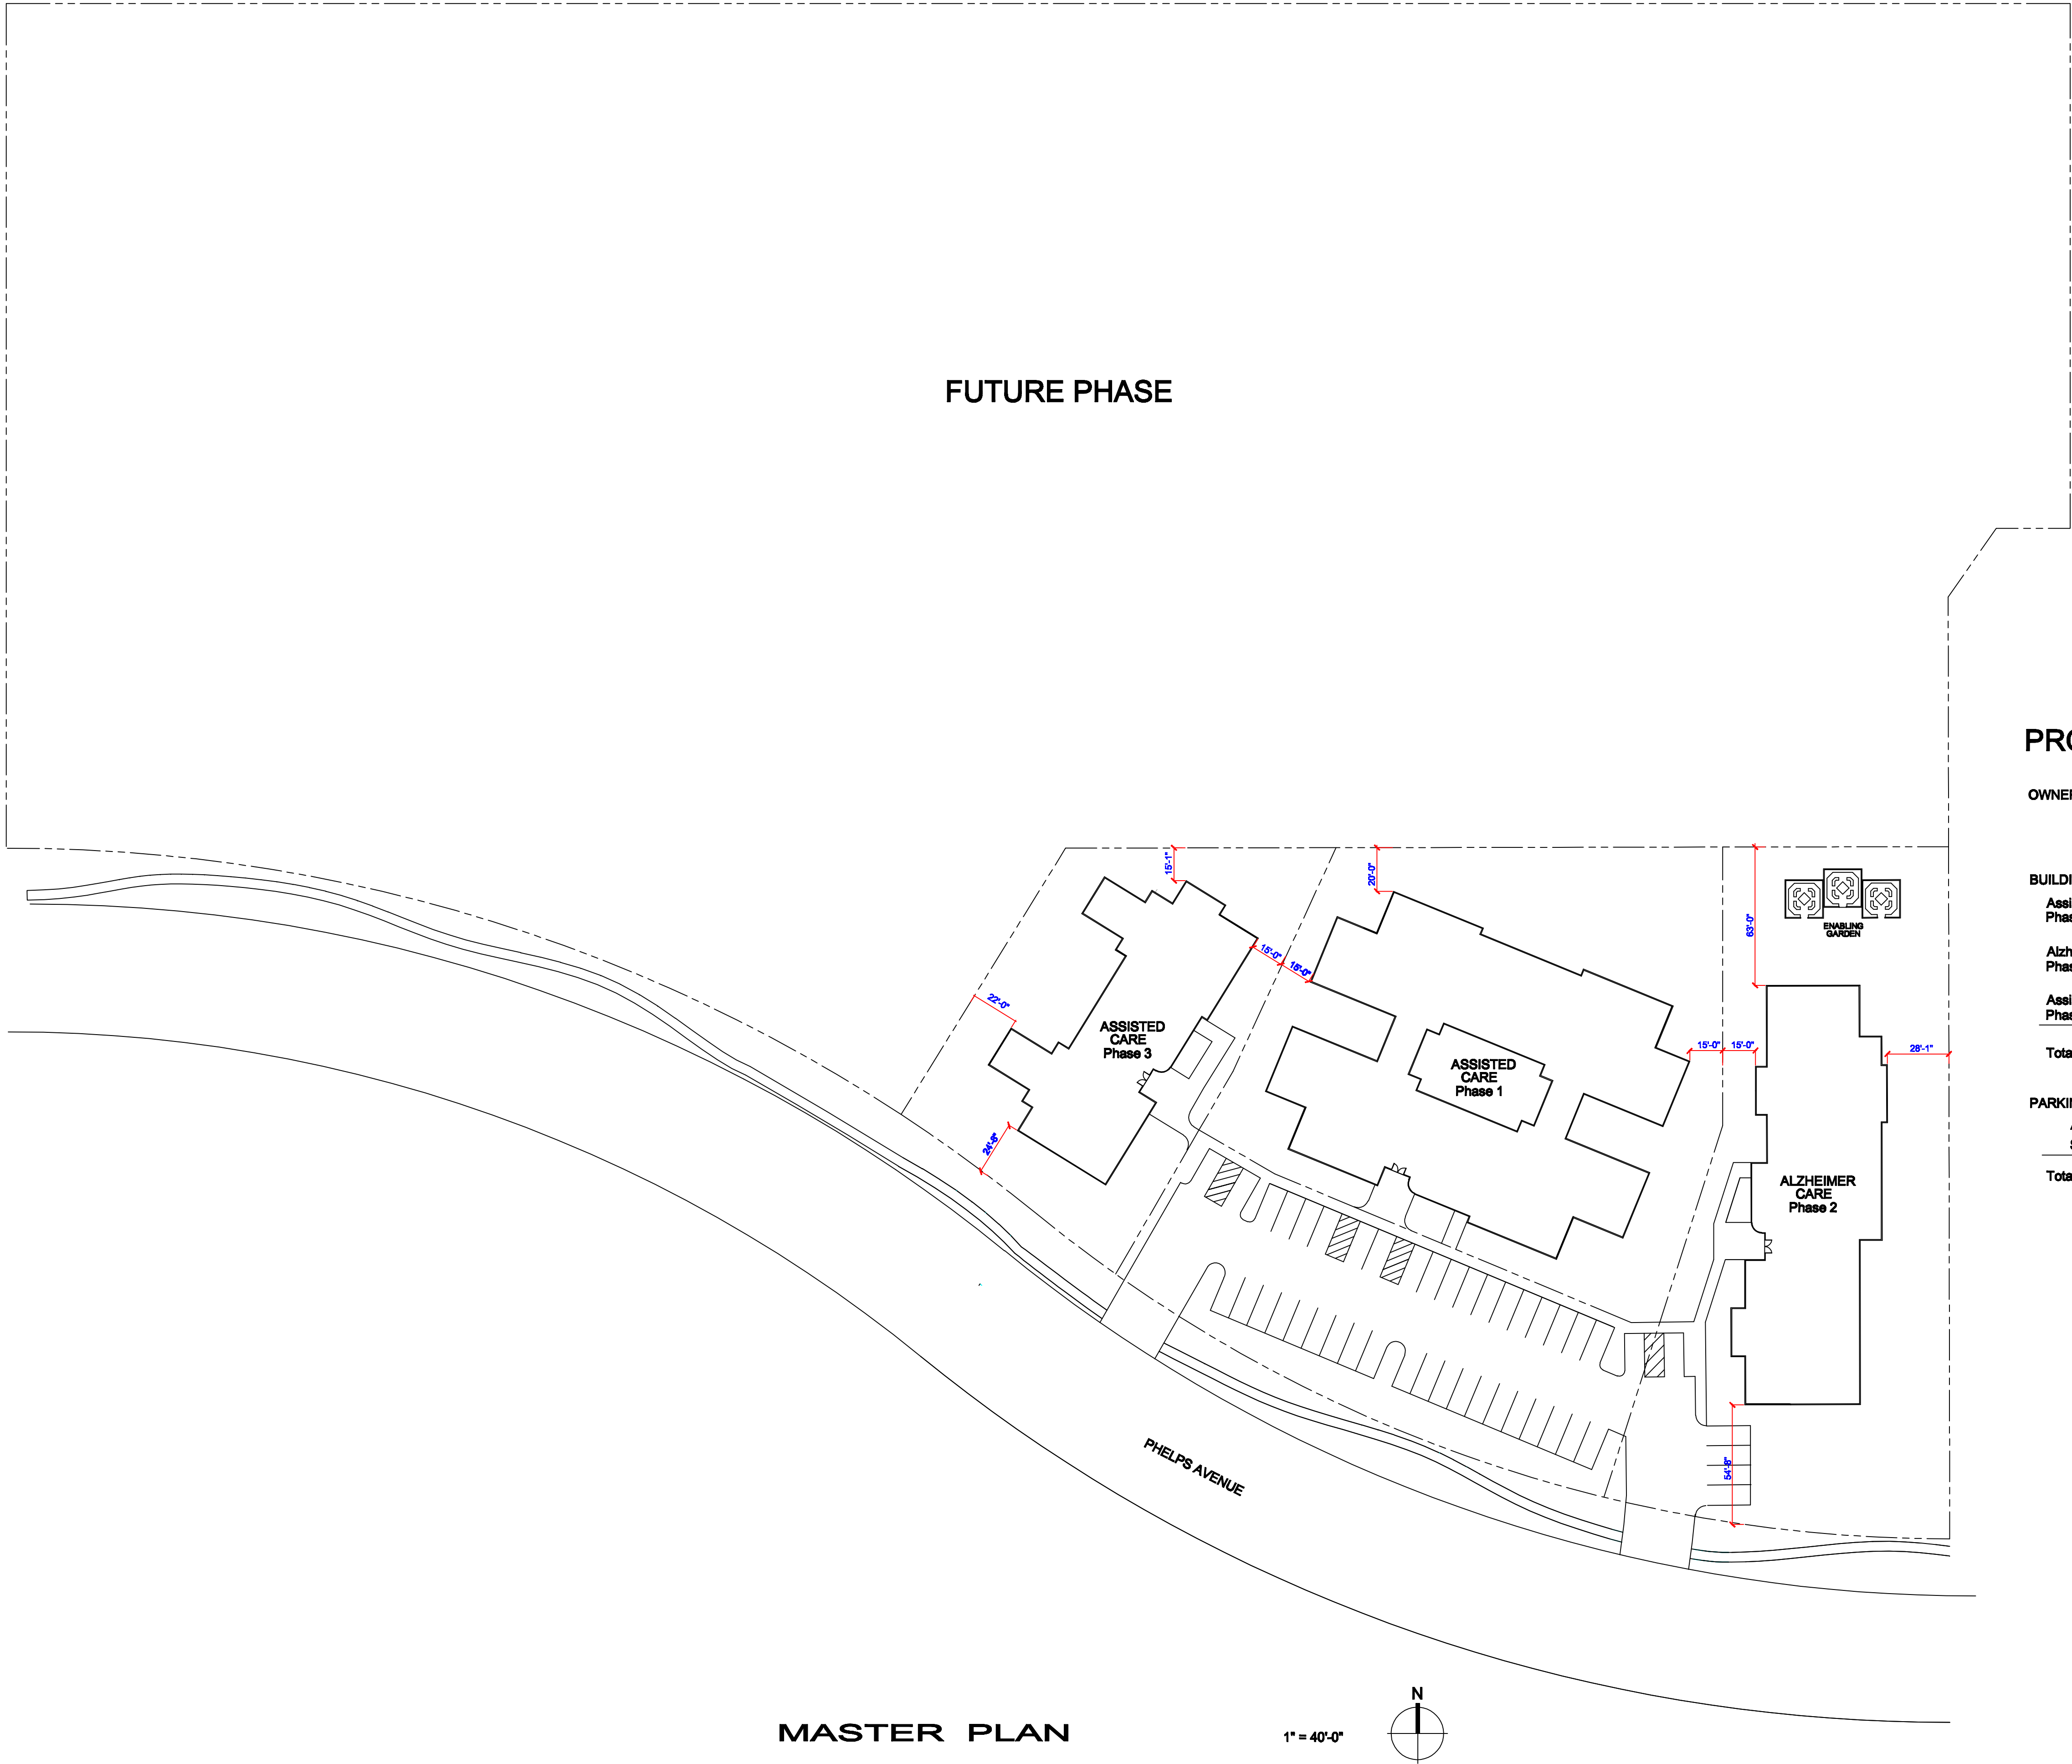 FUTURE PHASE
PRO
OWNER
BUILDI
Assi
Phas
Alzh
Phas
Assi
Phas
Tota
PARKIN
Tota
15'-1"
20'-0"
63'-0"
ENABLING
GARDEN
15'-0"
15'-0"
22'-0"
ASSISTED
CARE
Phase 3
ASSISTED
CARE
Phase 1
15'-0"
15'-0"
28'-1"
24'-8"
ALZHEIMER
CARE
Phase 2
54'-8"
PHELPS AVENUE
MASTER PLAN
1" = 40'-0"
N